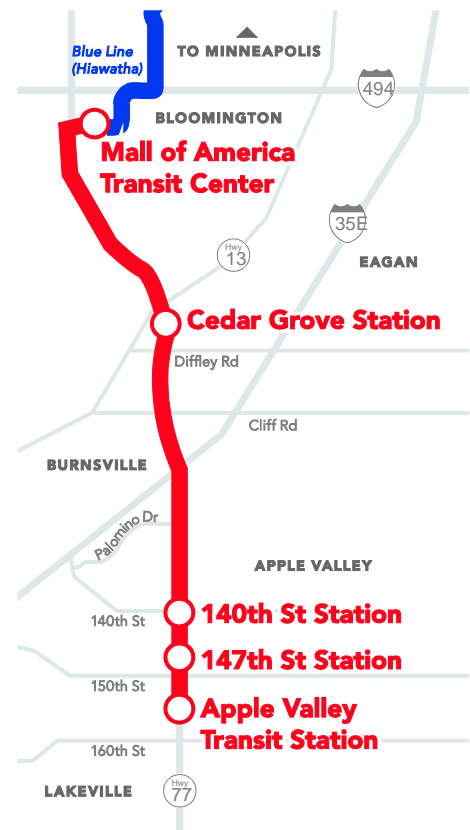 Blue Line
(Hiawatha)
TO MINNEAPOLIS
494
BLOOMINGTON
Mall of America
Transit Center
35E
Hwy
13
EAGAN
Cedar Grove Station
Diffley Rd
Cliff Rd
BURNSVILLE
Palomino Dr
APPLE VALLEY
140th St
140th St Station
147th St Station
150th St
Apple Valley
Transit Station
160th St
Hwy
77
LAKEVILLE